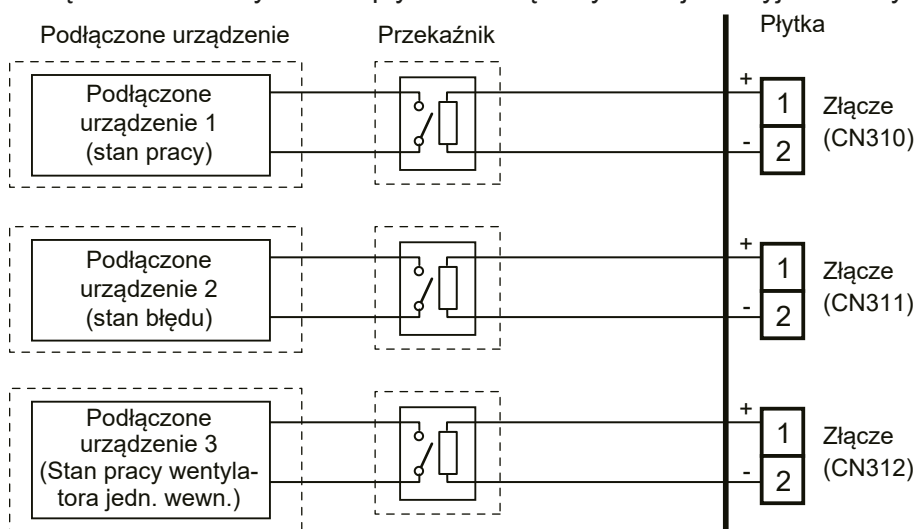 Podłączone urządzenie
Przekaźnik
Płytka
Podłączone
urządzenie 1
(stan pracy)
+
-
1
2
Złącze
(CN310)
Podłączone
urządzenie 2
(stan błędu)
+
-
1
2
Złącze
(CN311)
Podłączone
urządzenie 3
(Stan pracy wentyla-
tora jedn. wewn.)
+
-
1
2
Złącze
(CN312)